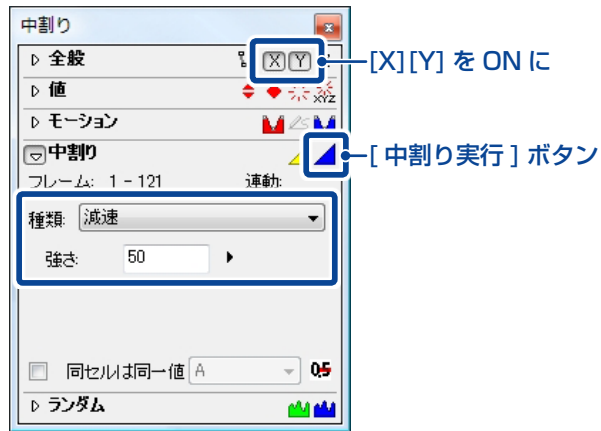 中割り
全般 X Y
[X][Y] を ON に
値 XYZ
モーション
中割り
[ 中割り実行 ] ボタン
フレーム: 1 - 121 連動:
種類: 減速
強さ: 50
同セルは同一値 A 0.5
ランダム